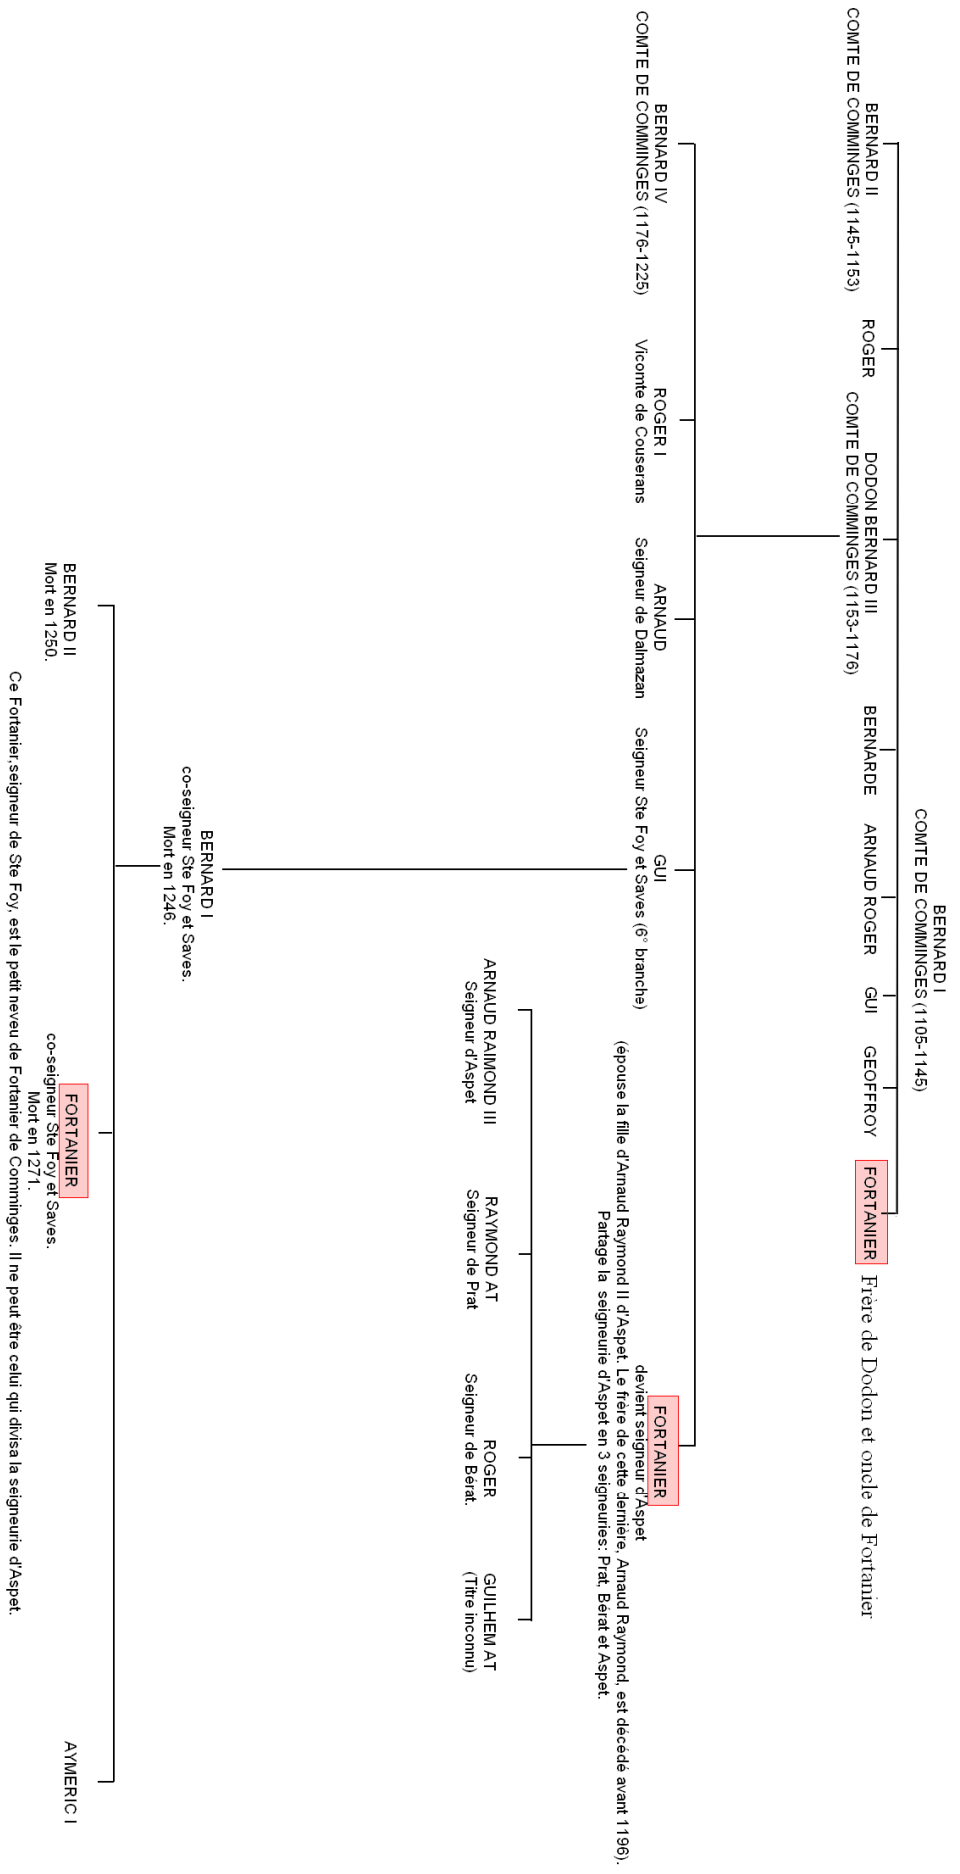 BERNARD I
COMTE DE COMMINGES (1105-1145)
BERNARD II
COMTE DE COMMINGES (1145-1153)
ROGER
DODON BERNARD III
COMTE DE COMMINGES (1153-1176)
BERNARDE
ARNAUD ROGER
GUI
GEOFFROY
FORTANIER
Frère de Dodon et oncle de Fortanier
BERNARD IV
COMTE DE COMMINGES (1176-1225)
ROGER I
Vicomte de Couserans
ARNAUD
Seigneur de Dalmazan
GUI
Seigneur Ste Foy et Saves (6° branche)
FORTANIER
devient seigneur d'Aspet
(épouse la fille d'Arnaud Raymond II d'Aspet. Le frère de cette dernière, Arnaud Raymond, est décédé avant 1196).
Partage la seigneurie d'Aspet en 3 seigneuries: Prat, Bérat et Aspet.
ARNAUD RAIMOND III
Seigneur d'Aspet
RAYMOND AT
Seigneur de Prat
ROGER
Seigneur de Bérat.
GUILHEM AT
(Titre inconnu)
BERNARD I
co-seigneur Ste Foy et Saves.
Mort en 1246.
BERNARD II
Mort en 1250.
FORTANIER
co-seigneur Ste Foy et Saves.
Mort en 1271.
AYMERIC I
Ce Fortanier,seigneur de Ste Foy, est le petit neveu de Fortanier de Comminges. Il ne peut être celui qui divisa la seigneurie d'Aspet.